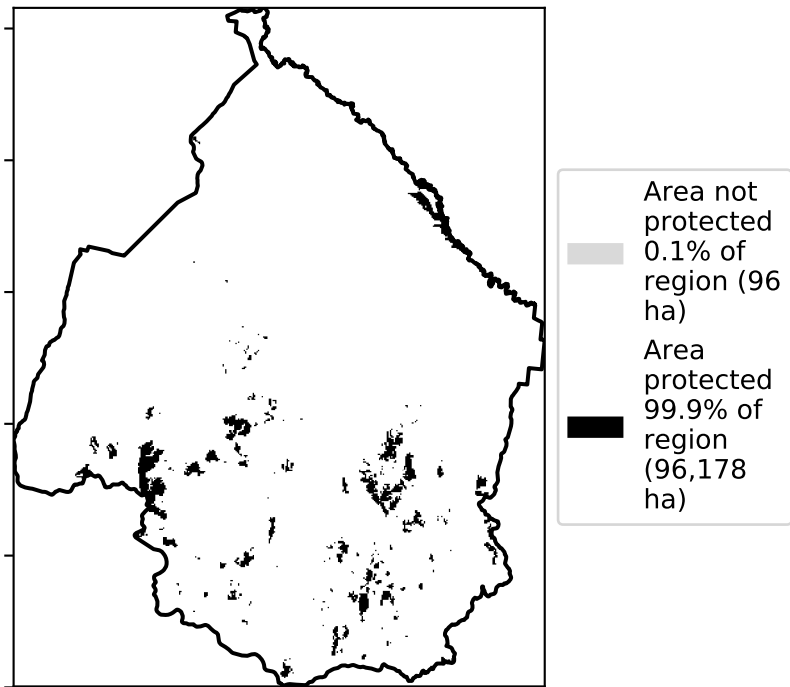 Area not
protected
0.1% of
region (96
ha)
Area
protected
99.9% of
region
(96,178
ha)